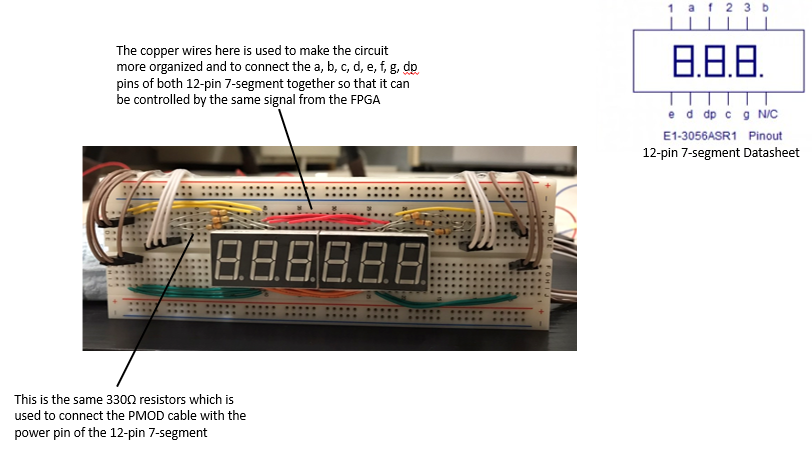 1 a f 2 3 b
The copper wires here is used to make the circuit
more organized and to connect the a, b, c, d, e, f, g, dp
pins of both 12-pin 7-segment together so that it can
be controlled by the same signal from the FPGA
8.8.8.
e d dp c g N/C
E1-3056ASR1 Pinout
12-pin 7-segment Datasheet
This is the same 330Ω resistors which is
used to connect the PMOD cable with the
power pin of the 12-pin 7-segment